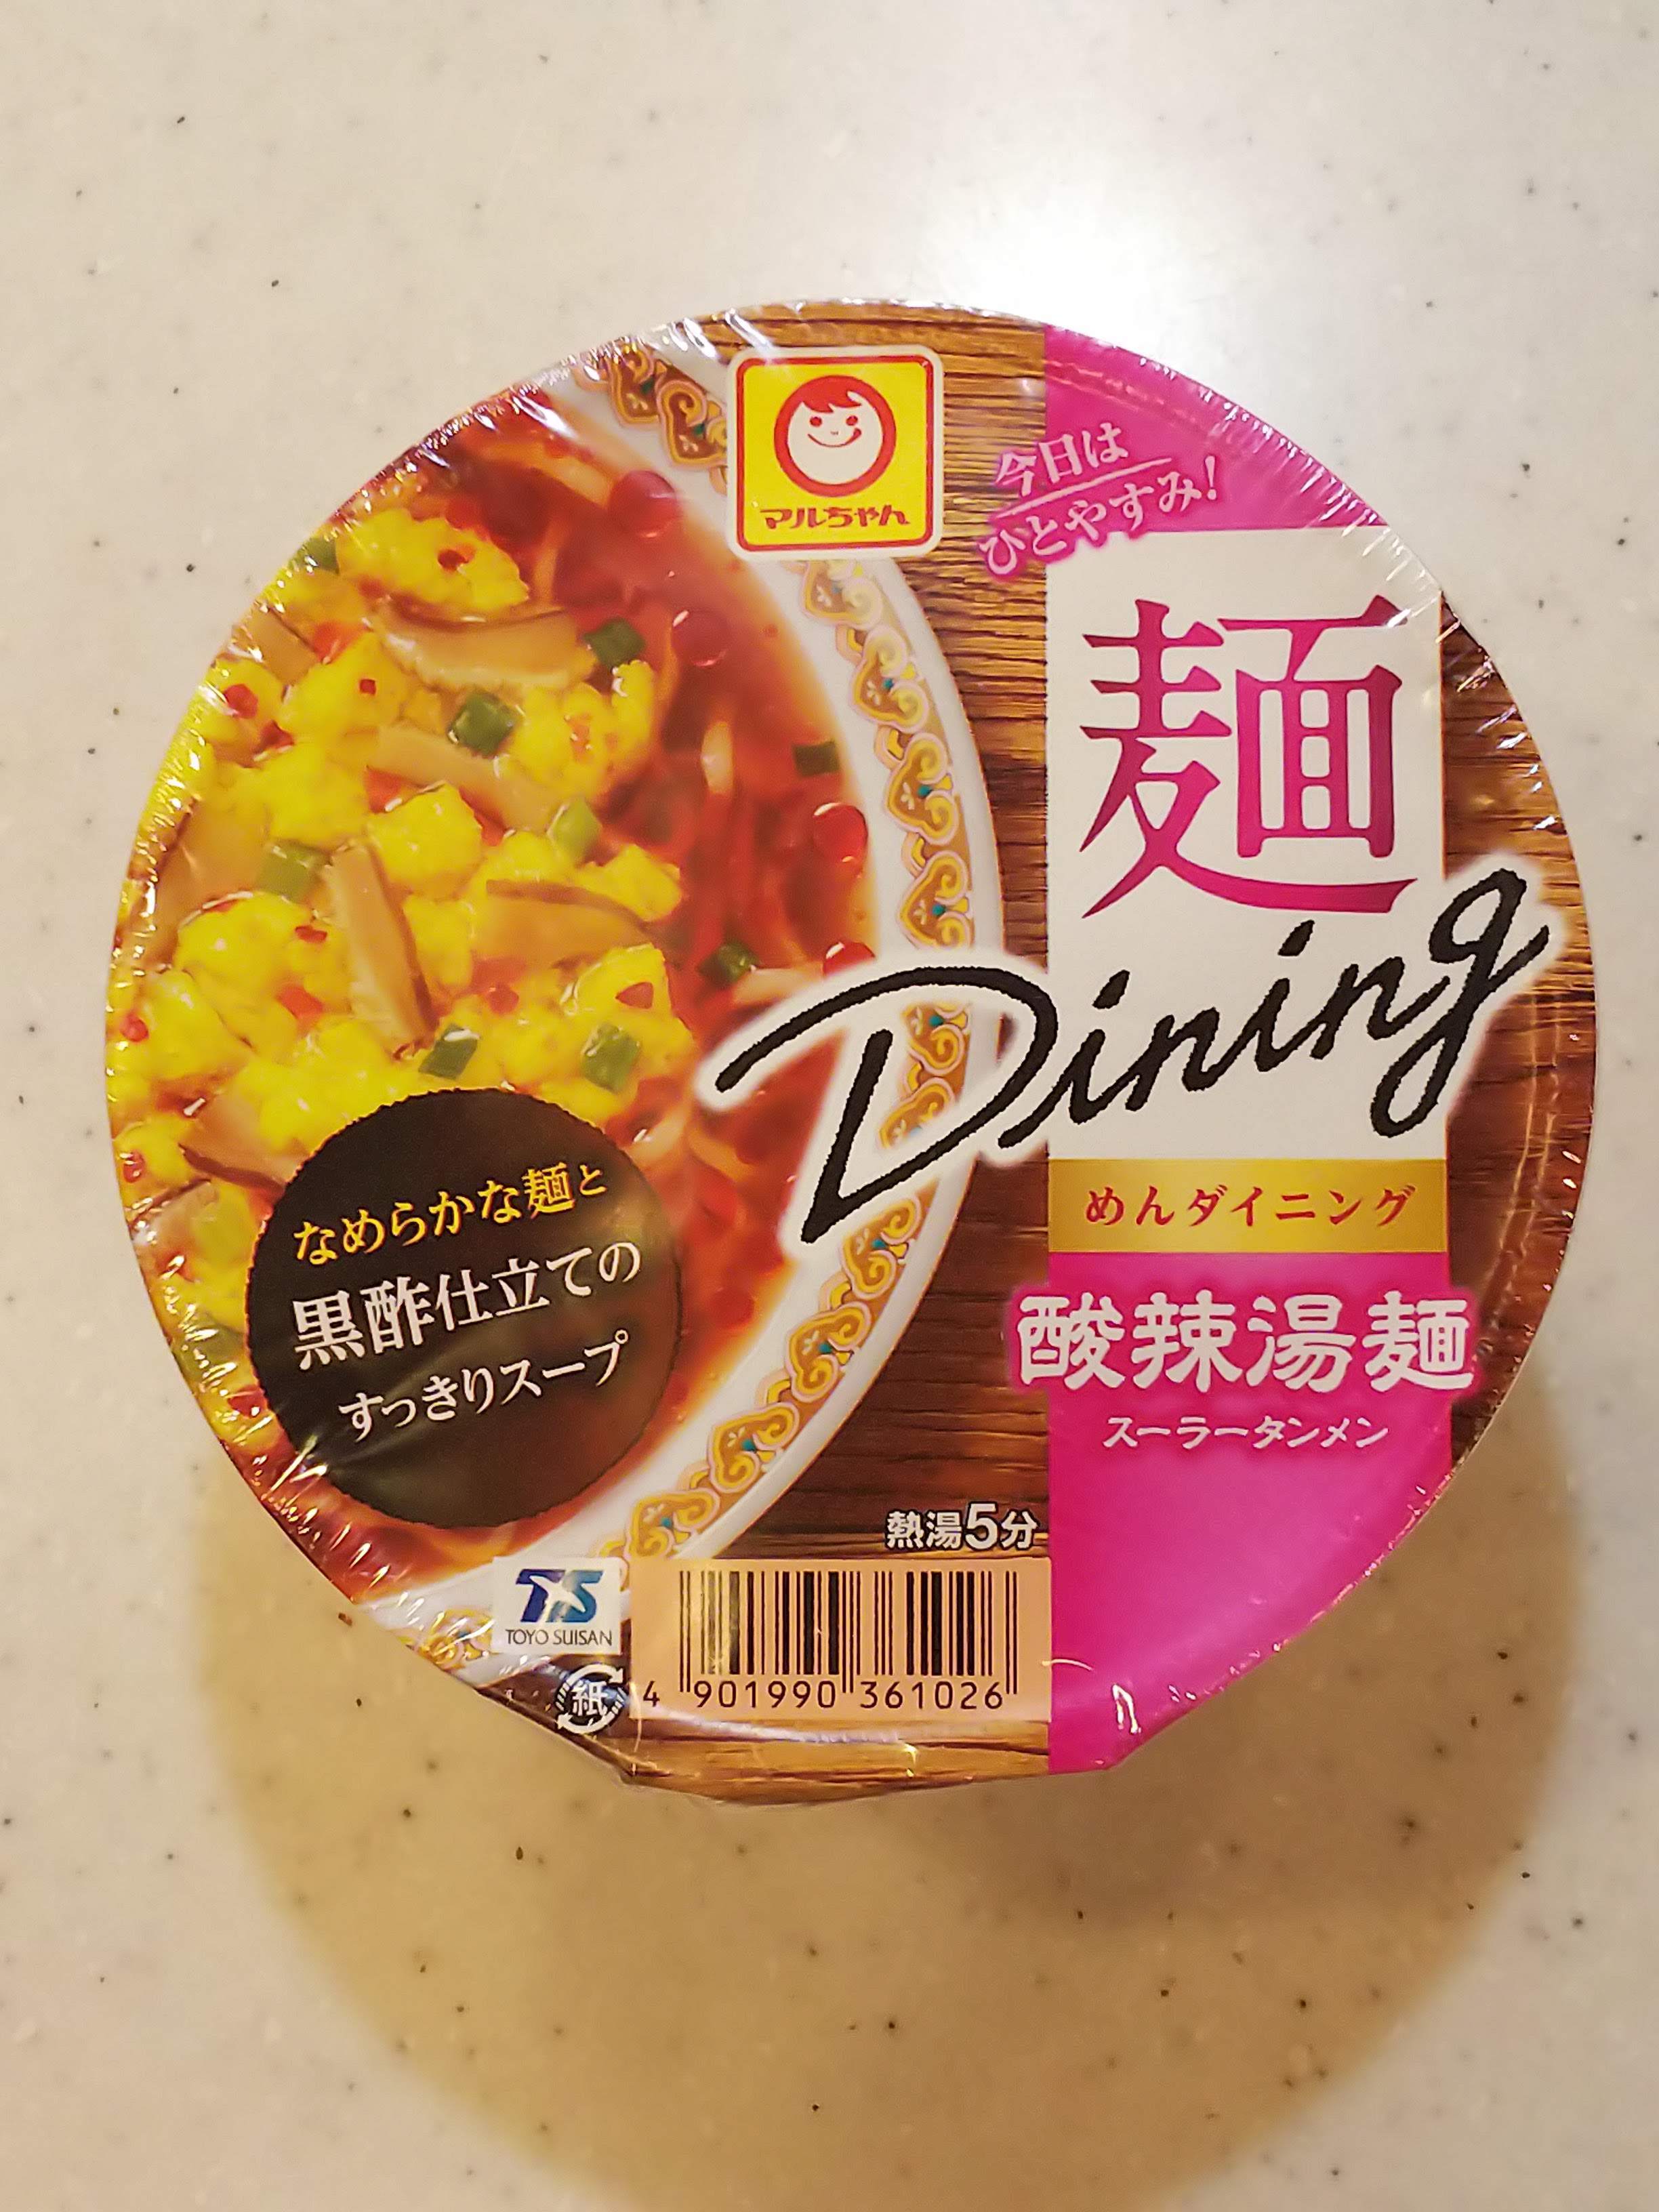 マルちゃん
今日は
ひとやすみ!
麺
Dining
めんダイニング
酸辣湯麺
スーラータンメン
なめらかな麺と
黒酢仕立ての
すっきりスープ
熱湯5分
TS
TOYO SUISAN
紙
4 901990 361026